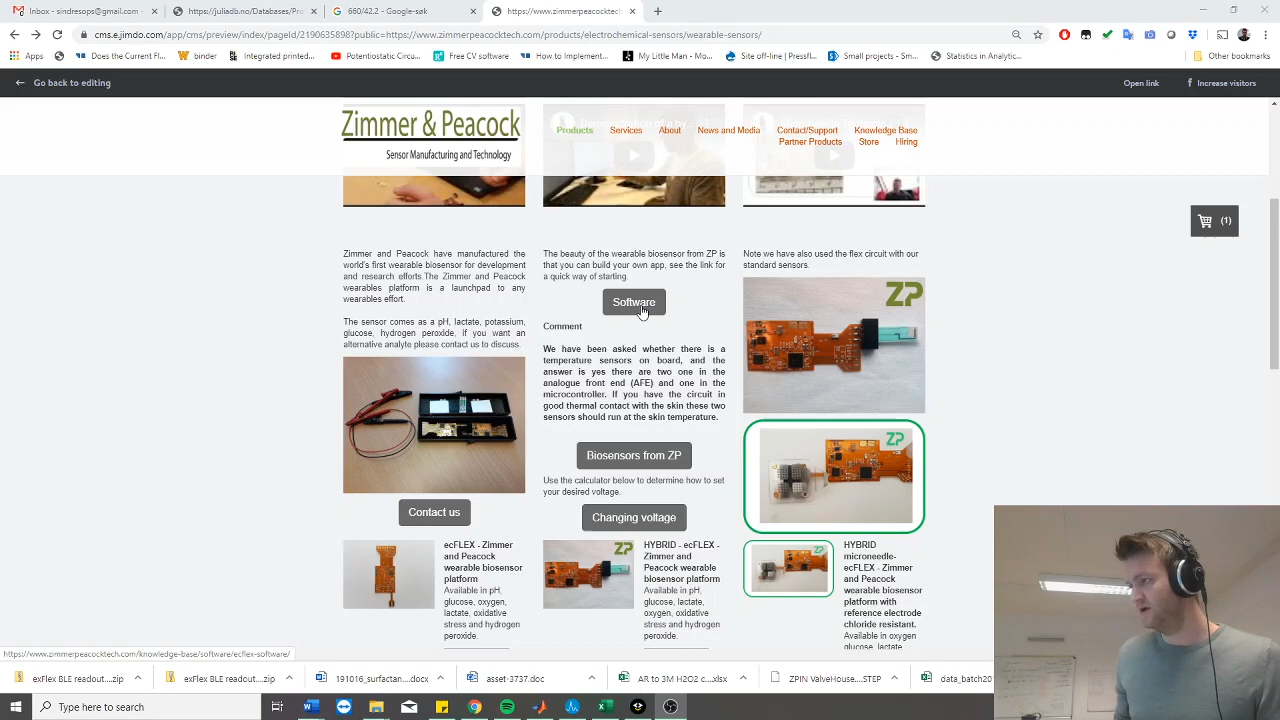 Inbox - sindresops@gmail.com
https://juliadb.org/Databases/Pro
660/42.2 - Google-søk
https://www.zimmerpeacocktech
cms.e.jimdo.com/app/cms/preview/index/pageId/2190635898?public=https://www.zimmerpeacocktech.com/products/electrochemical-sensors/wearable-sensors/
Apps
binder
Does the Current Fl...
Potentiostatic Circu...
Free CV software
How to Implement...
My Little Man - Mo...
Site off-line | Pressfl...
Small projects - Sm...
Statistics in Analytic...
Other bookmarks
Go back to editing
Open link
Increase visitors
Zimmer & Peacock
Sensor Manufacturing and Technology
Products Services About News and Media Contact/Support Knowledge Base
Partner Products Store Hiring
(1)
Zimmer and Peacock have manufactured the
world's first wearable biosensor for development
and research efforts.The Zimmer and Peacock
wearables platform is a launchpad to any
wearables effort.
The sensor comes as a pH, lactate, potassium,
glucose, hydrogen peroxide, if you want an
alternative analyte please contact us to discuss.
Contact us
ecFLEX - Zimmer
and Peacock
wearable biosensor
platform
Available in pH,
glucose, oxygen,
lactate, oxidative
stress and hydrogen
peroxide.
The beauty of the wearable biosensor from ZP is
that you can build your own app, see the link for
a quick way of starting.
Software
Comment
We have been asked whether there is a
temperature sensors on board, and the
answer is yes there are two one in the
analogue front end (AFE) and one in the
microcontroller. If you have the circuit in
good thermal contact with the skin these two
sensors should run at the skin temperature.
Biosensors from ZP
Use the calculator below to determine how to set
your desired voltage.
Changing voltage
ZP
HYBRID - ecFLEX -
Zimmer and
Peacock wearable
biosensor platform
Available in pH,
glucose, oxygen,
lactate, oxygen,
oxidative stress and
hydrogen peroxide.
Note we have also used the flex circuit with our
standard sensors.
ZP
ZP
HYBRID
microneedle-
ecFLEX - Zimmer
and Peacock
wearable biosensor
platform with
reference electrode
chloride resistant.
Available in oxygen
glucose, lactate,
https://www.zimmerpeacocktech.com/knowledge-base/software/ecflex-software/
exFlex BLE readout....zip
exFlex BLE readout....zip
191016_surfactan....docx
asset-3737.doc
AR to 3M H2O2 c....xlsx
ZPIN ValveHouse....STEP
data_batch20
Type here to search